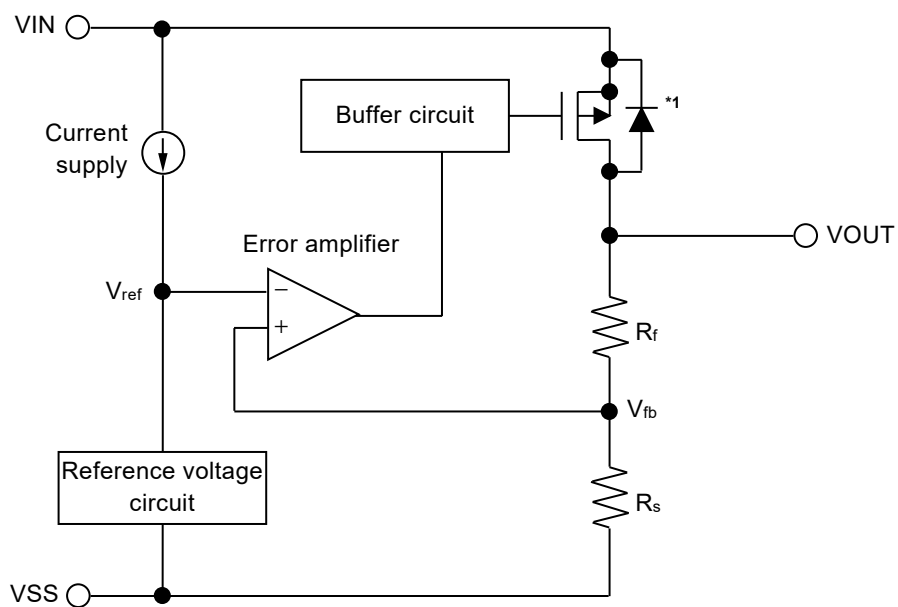 VIN
Buffer circuit
*1
Current
supply
Error amplifier
VOUT
Vref
−
+
Rf
Vfb
Reference voltage
circuit
Rs
VSS